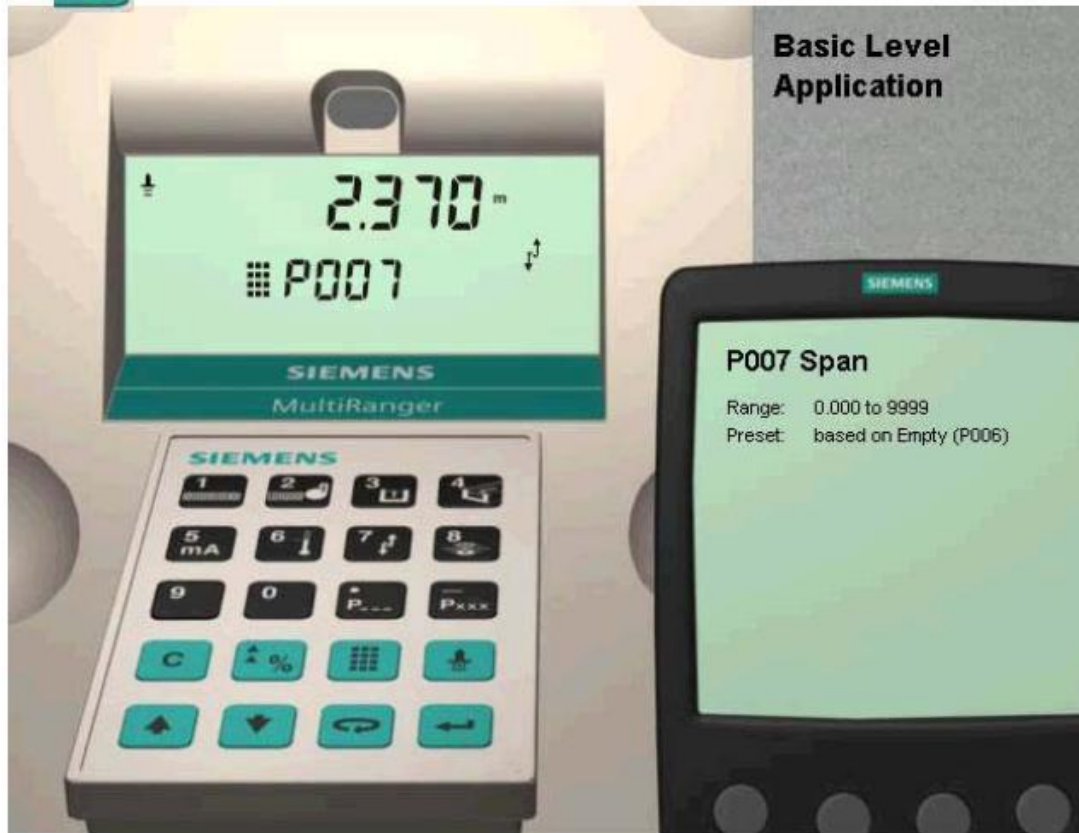 Basic Level
Application
2.370 m
P007
SIEMENS
MultiRanger
SIEMENS
P007 Span
Range: 0.000 to 9999
Preset: based on Empty (P006)
SIEMENS
1 2 3 4
5 mA 6 7 8
9 0 P___ Pxxx
C %